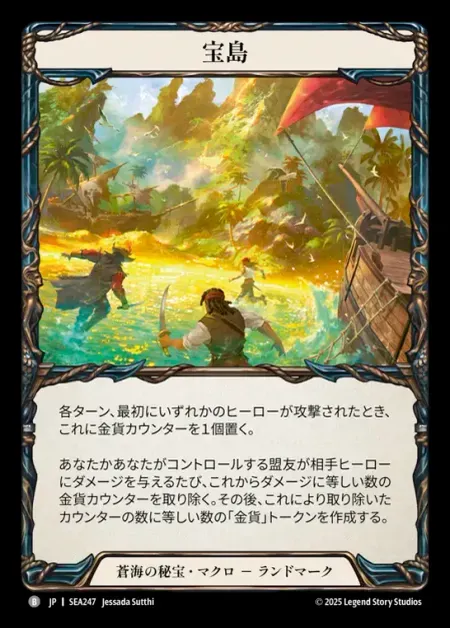 宝島
各ターン、最初にいずれかのヒーローが攻撃されたとき、
これに金貨カウンターを1個置く。
あなたかあなたがコントロールする盟友が相手ヒーロー
にダメージを与えるたび、これからダメージに等しい数の
金貨カウンターを取り除く。その後、これにより取り除いた
カウンターの数に等しい数の「金貨」トークンを作成する。
蒼海の秘宝・マクロ － ランドマーク
B JP | SEA247 Jessada Sutthi
© 2025 Legend Story Studios